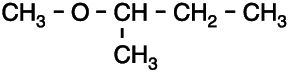 CH₃ – O – CH – CH₂ – CH₃
CH₃